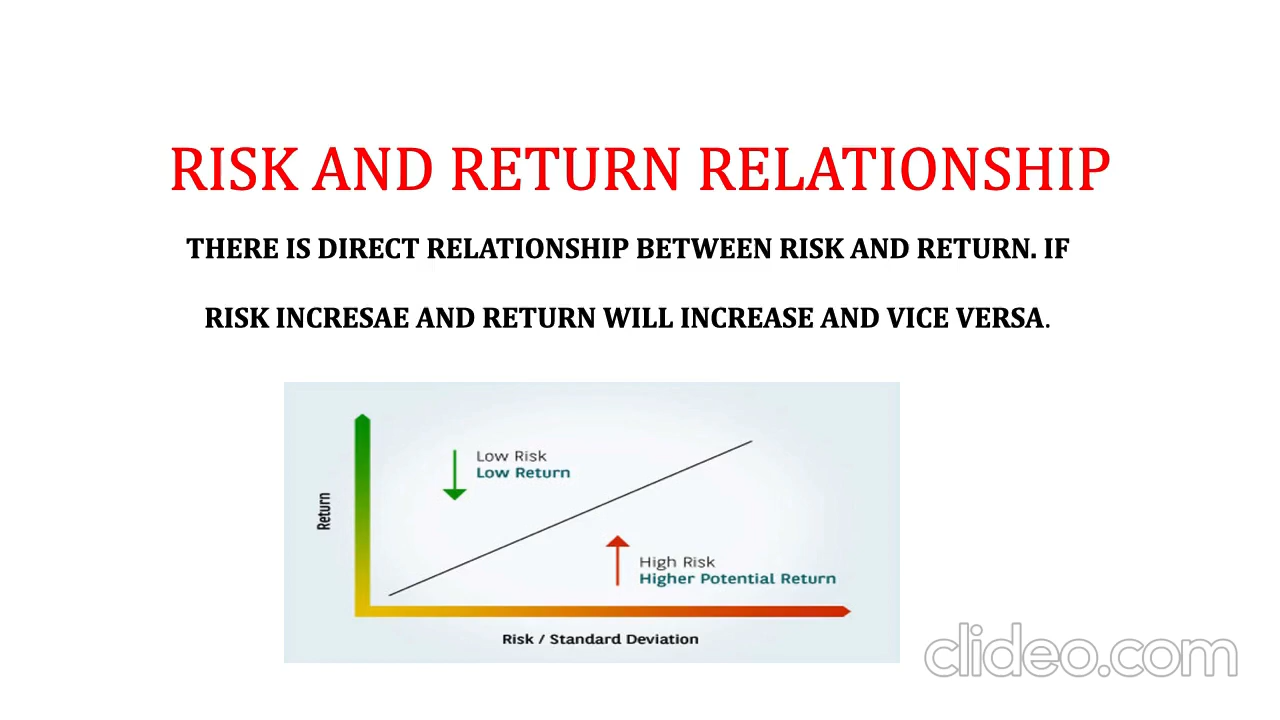 RISK AND RETURN RELATIONSHIP
THERE IS DIRECT RELATIONSHIP BETWEEN RISK AND RETURN. IF
RISK INCRESAE AND RETURN WILL INCREASE AND VICE VERSA.
Low Risk
Low Return
Return
High Risk
Higher Potential Return
Risk / Standard Deviation
clideo.com